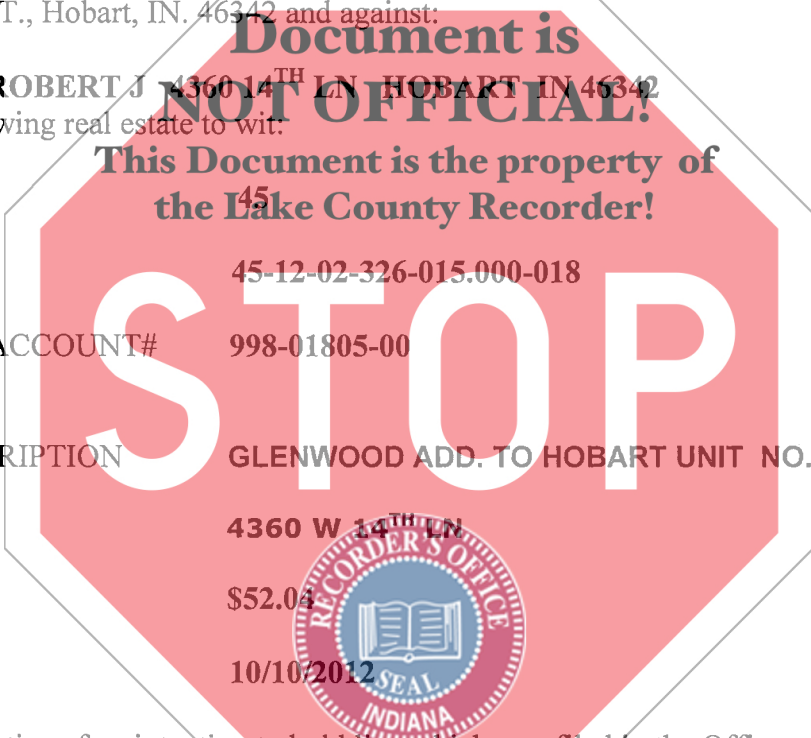 T., Hobart, IN. 46342 and against:
Document is
ROBERT J 4360 14TH LN HOBART IN 46342
NOT OFFICIAL!
wing real estate to wit:
This Document is the property of
45
the Lake County Recorder!
45-12-02-326-015.000-018
STOP
ACCOUNT# 998-01805-00
RIPTION GLENWOOD ADD. TO HOBART UNIT NO.
4360 W 14TH LN
RECORDER'S OFFICE
$52.04
10/10/2012
SEAL
INDIANA